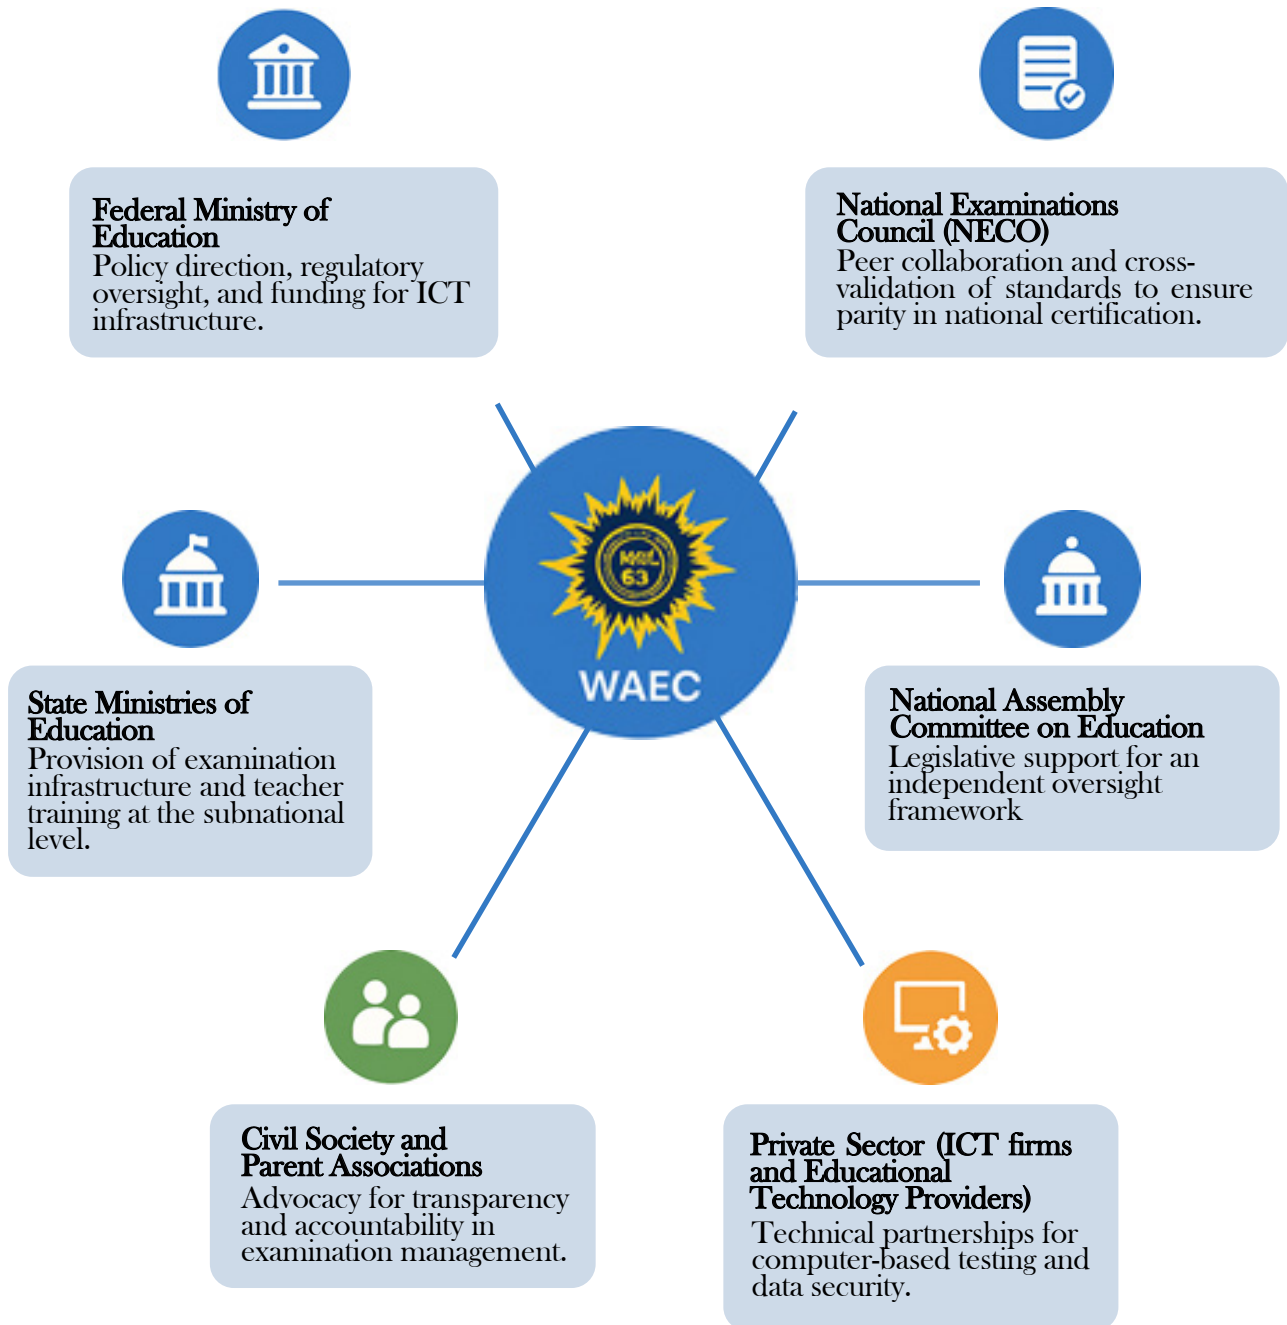 Federal Ministry of
Education
Policy direction, regulatory
oversight, and funding for ICT
infrastructure.
National Examinations
Council (NECO)
Peer collaboration and cross-
validation of standards to ensure
parity in national certification.
WAEC
State Ministries of
Education
Provision of examination
infrastructure and teacher
training at the subnational
level.
National Assembly
Committee on Education
Legislative support for an
independent oversight
framework
Civil Society and
Parent Associations
Advocacy for transparency
and accountability in
examination management.
Private Sector (ICT firms
and Educational
Technology Providers)
Technical partnerships for
computer-based testing and
data security.